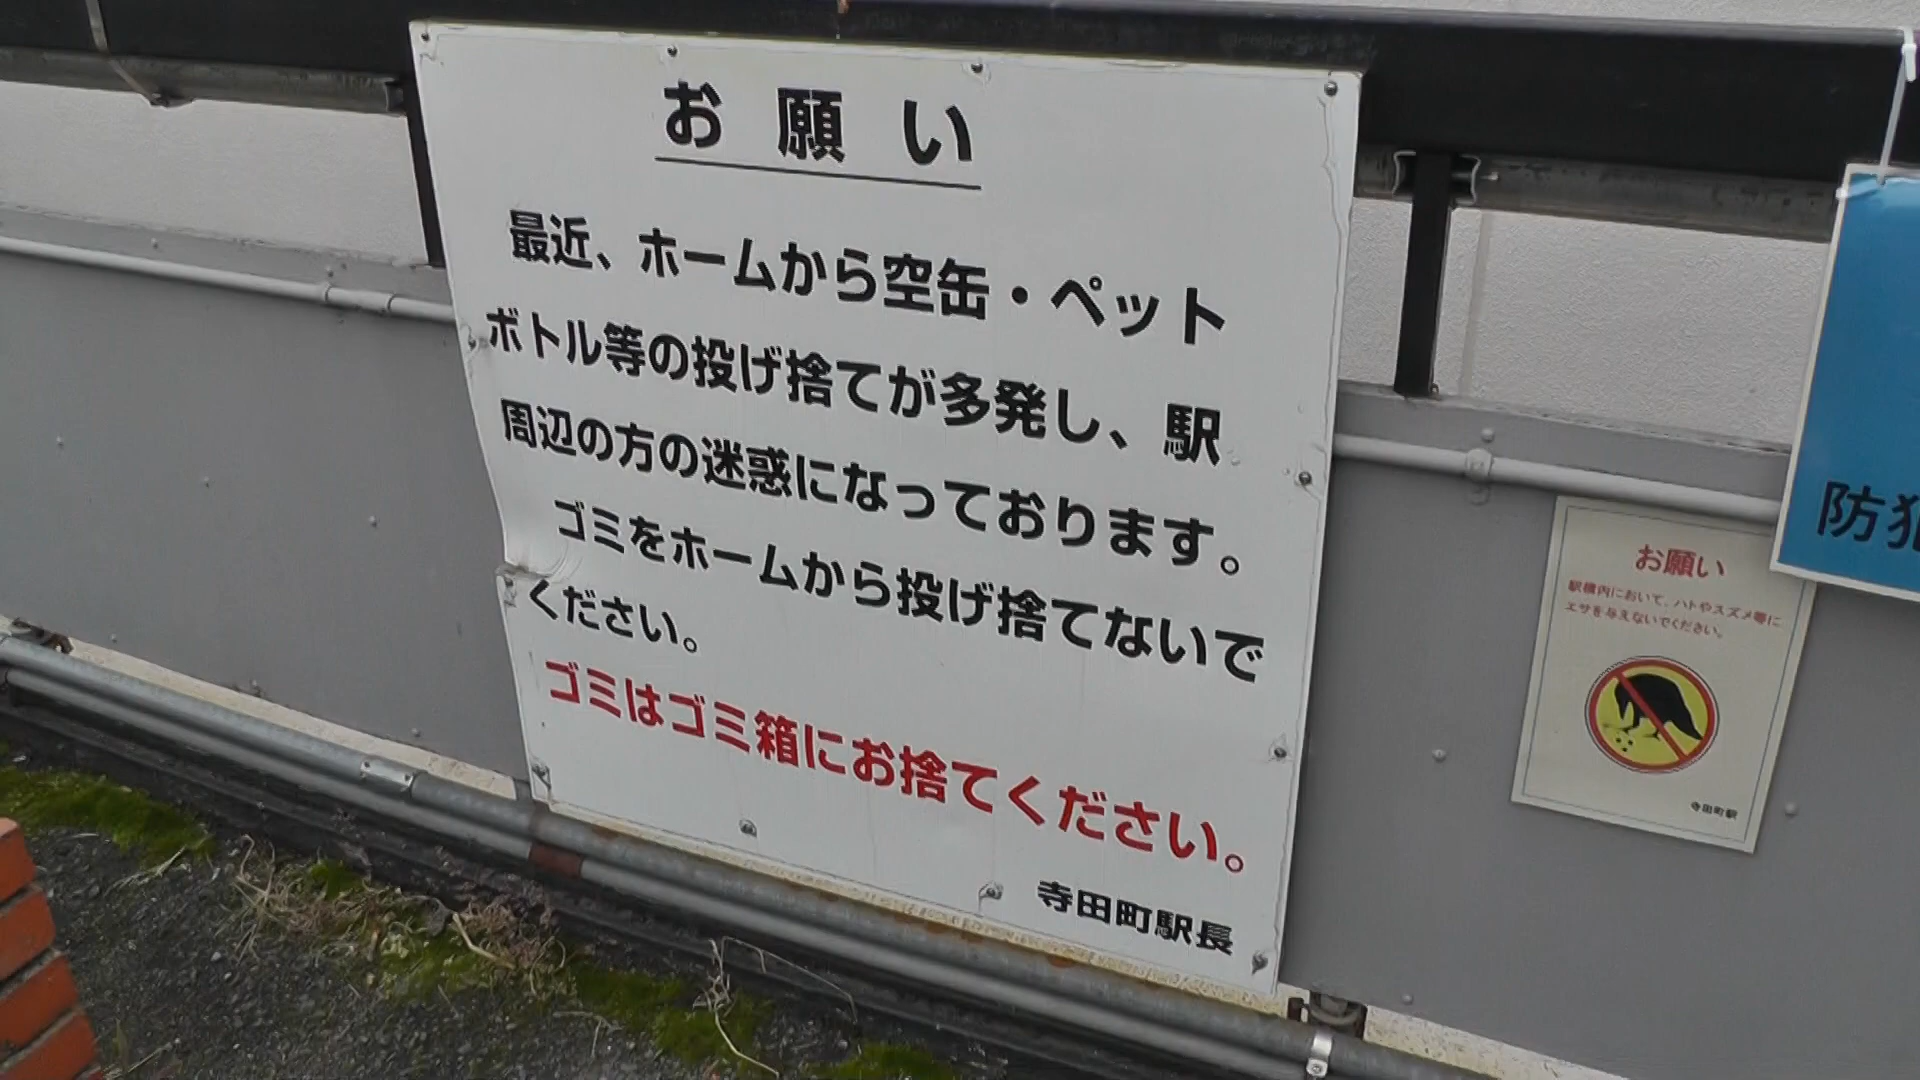 お願い
最近、ホームから空缶・ペット
ボトル等の投げ捨てが多発し、駅
周辺の方の迷惑になっております。
ゴミをホームから投げ捨てないで
ください。
ゴミはゴミ箱にお捨てください。
寺田町駅長
お願い
駅構内において、ハトやスズメ等に
エサを与えないでください。
寺田町駅
防犯